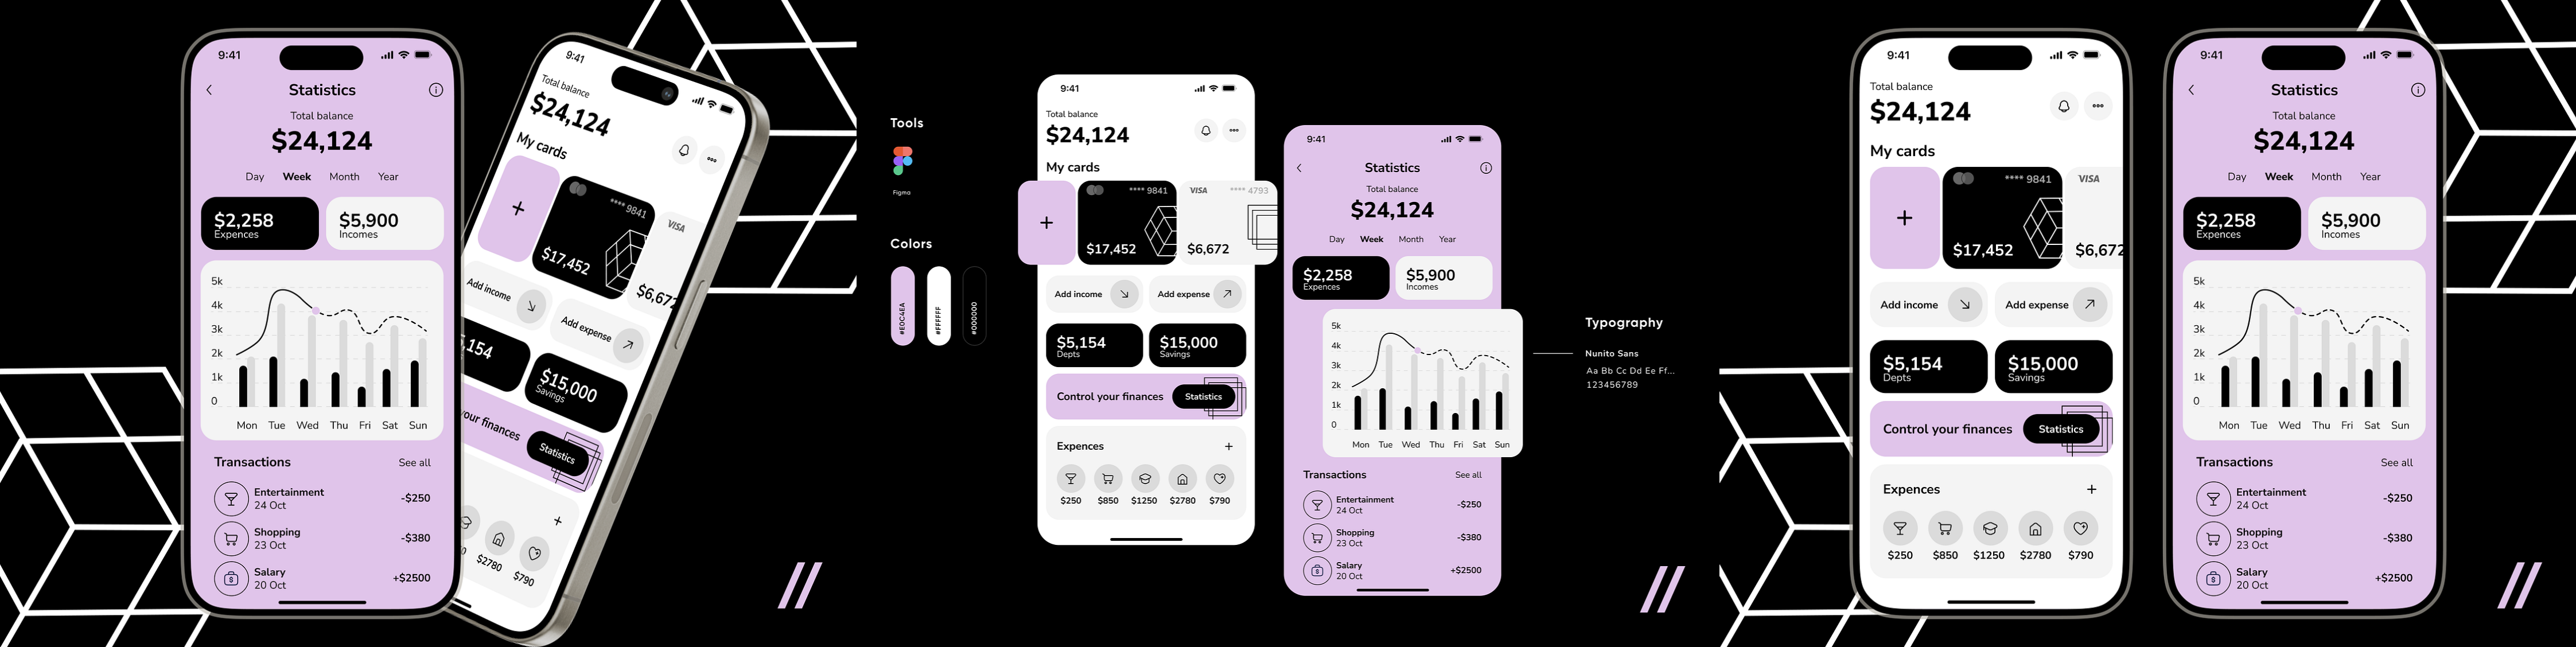 9:41
Statistics
Total balance
$24,124
Day Week Month Year
$2,258
Expences
$5,900
Incomes
5k
4k
3k
2k
1k
0
Mon Tue Wed Thu Fri Sat Sun
Transactions See all
Entertainment
24 Oct
-$250
Shopping
23 Oct
-$380
Salary
20 Oct
+$2500
9:41
Total balance
$24,124
My cards
+
**** 9841
$17,452
VISA
$6,672
Add income
Add expense
5,154
$15,000
Savings
your finances
Statistics
+
$2780
$790
Tools
Figma
Colors
#E0C4EA
#FFFFFF
#000000
9:41
Total balance
$24,124
My cards
+
**** 9841
$17,452
VISA
**** 4793
$6,672
Add income
Add expense
$5,154
Depts
$15,000
Savings
Control your finances
Statistics
Expences +
$250 $850 $1250 $2780 $790
9:41
Statistics
Total balance
$24,124
Day Week Month Year
$2,258
Expences
$5,900
Incomes
5k
4k
3k
2k
1k
0
Mon Tue Wed Thu Fri Sat Sun
Transactions See all
Entertainment
24 Oct
-$250
Shopping
23 Oct
-$380
Salary
20 Oct
+$2500
Typography
Nunito Sans
Aa Bb Cc Dd Ee Ff...
123456789
9:41
Total balance
$24,124
My cards
+
**** 9841
$17,452
VISA
$6,672
Add income
Add expense
$5,154
Depts
$15,000
Savings
Control your finances
Statistics
Expences +
$250 $850 $1250 $2780 $790
9:41
Statistics
Total balance
$24,124
Day Week Month Year
$2,258
Expences
$5,900
Incomes
5k
4k
3k
2k
1k
0
Mon Tue Wed Thu Fri Sat Sun
Transactions See all
Entertainment
24 Oct
-$250
Shopping
23 Oct
-$380
Salary
20 Oct
+$2500